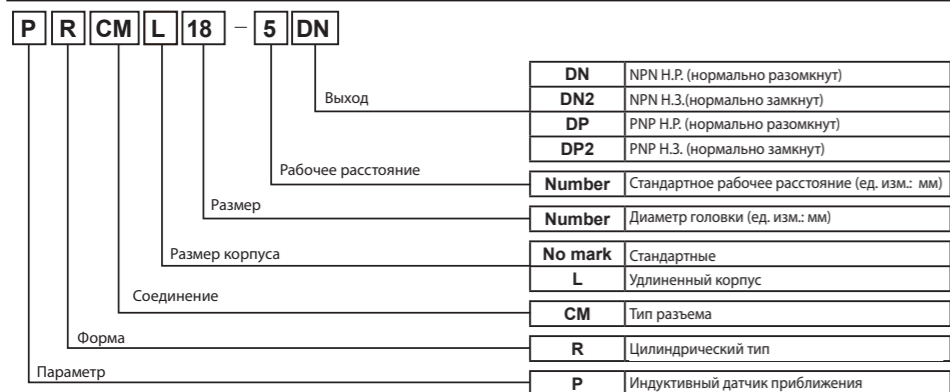 P R CM L 18 – 5 DN
DN NPN Н.Р. (нормально разомкнут)
Выход DN2 NPN Н.З.(нормально замкнут)
DP PNP Н.Р. (нормально разомкнут)
DP2 PNP Н.З. (нормально замкнут)
Рабочее расстояние Number Стандартное рабочее расстояние (ед. изм.: мм)
Размер Number Диаметр головки (ед. изм.: мм)
Размер корпуса No mark Стандартные
L Удлиненный корпус
Соединение CM Тип разъема
Форма R Цилиндрический тип
Параметр P Индуктивный датчик приближения